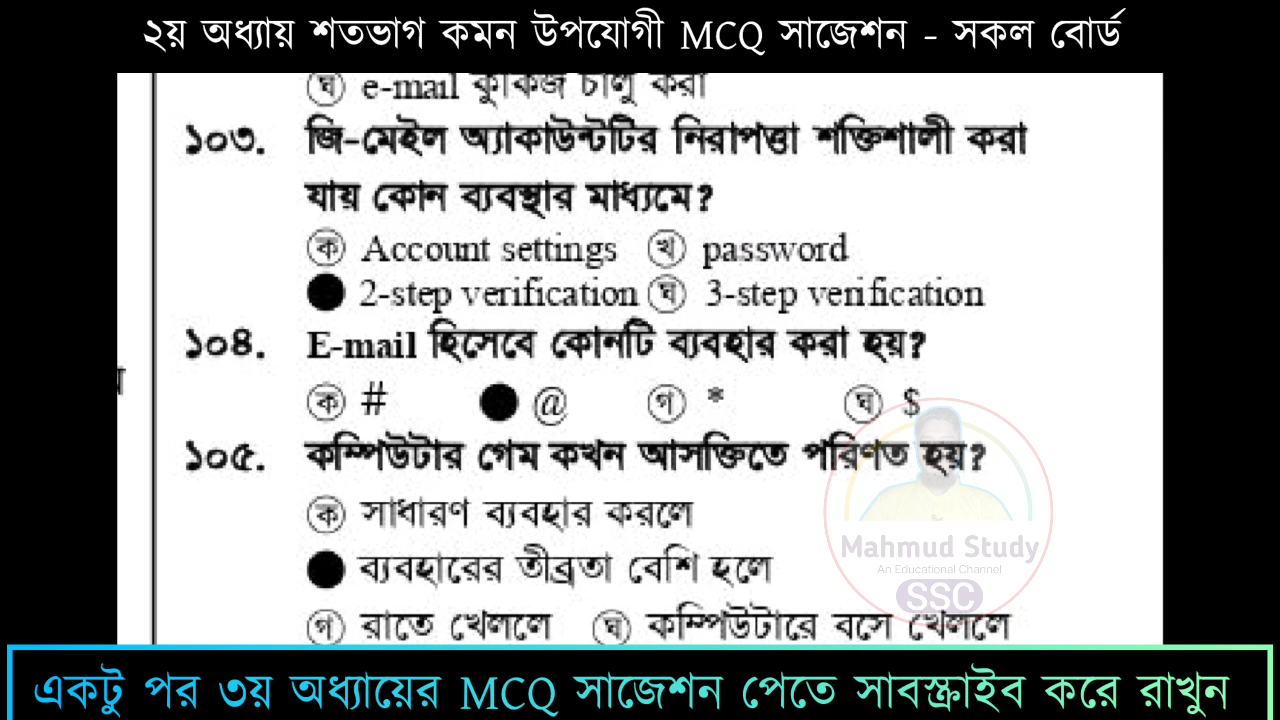 ২য় অধ্যায় শতভাগ কমন উপযোগী MCQ সাজেশন - সকল বোর্ড
ঘ e-mail কুকিজ চালু করা
১০৩. জি-মেইল অ্যাকাউন্টটির নিরাপত্তা শক্তিশালী করা
যায় কোন ব্যবস্থার মাধ্যমে?
ক Account settings খ password
2-step verification ঘ 3-step verification
১০৪. E-mail হিসেবে কোনটি ব্যবহার করা হয়?
ক # @ গ * ঘ $
১০৫. কম্পিউটার গেম কখন আসক্তিতে পরিণত হয়?
ক সাধারণ ব্যবহার করলে
ব্যবহারের তীব্রতা বেশি হলে
গ রাতে খেললে ঘ কম্পিউটারে বসে খেললে
Mahmud Study
An Educational Channel
SSC
একটু পর ৩য় অধ্যায়ের MCQ সাজেশন পেতে সাবস্ক্রাইব করে রাখুন